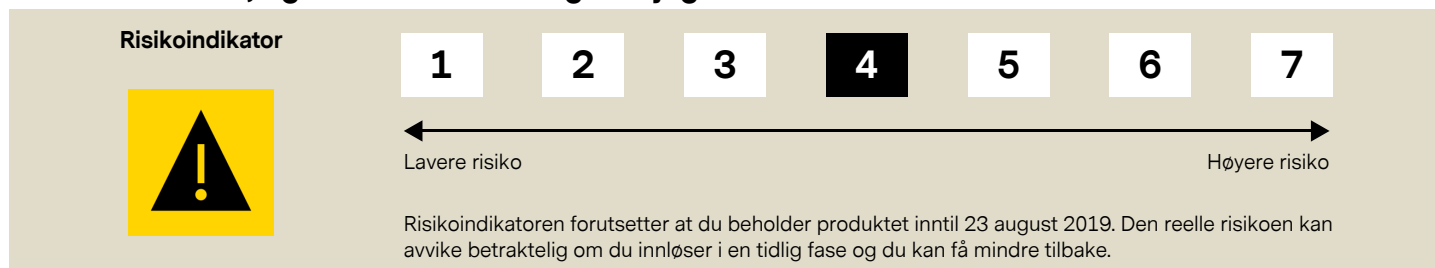 Risikoindikator
1 2 3 4 5 6 7
Lavere risiko Høyere risiko
Risikoindikatoren forutsetter at du beholder produktet inntil 23 august 2019. Den reelle risikoen kan
avvike betraktelig om du innløser i en tidlig fase og du kan få mindre tilbake.